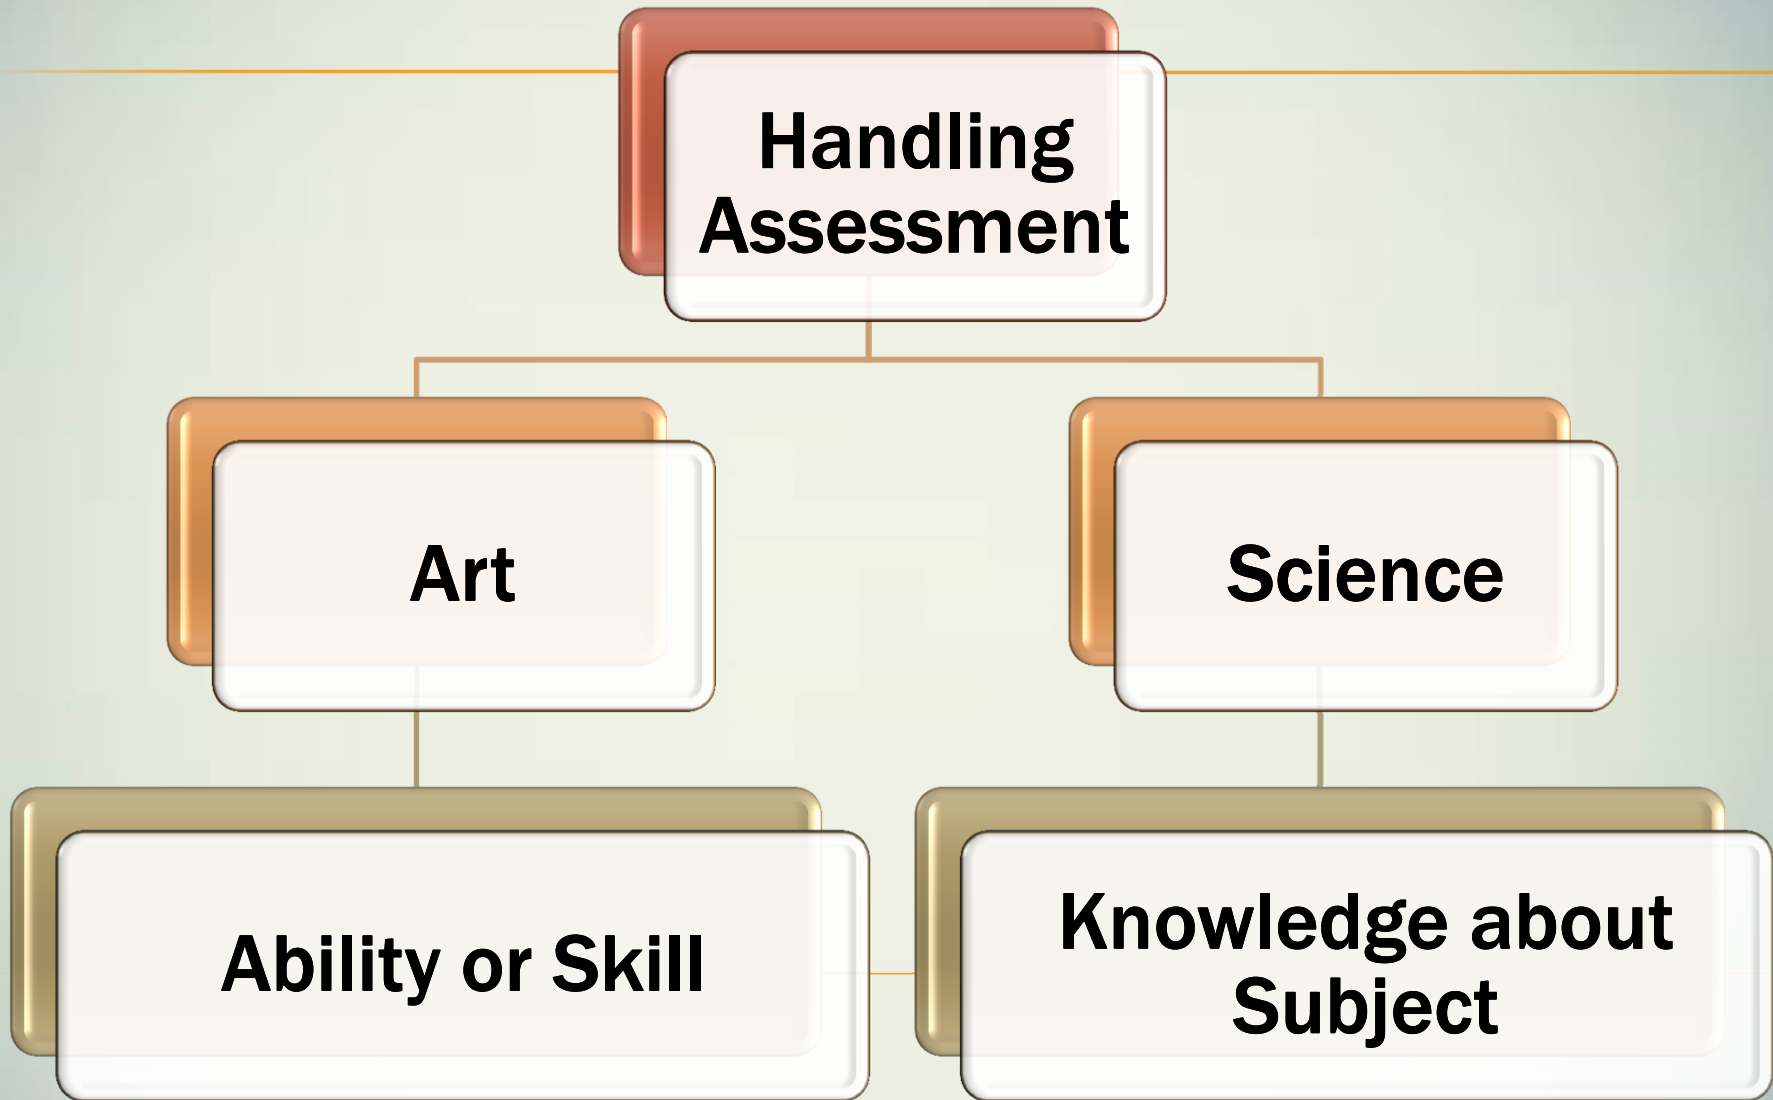 Handling
Assessment
Art
Science
Ability or Skill
Knowledge about
Subject